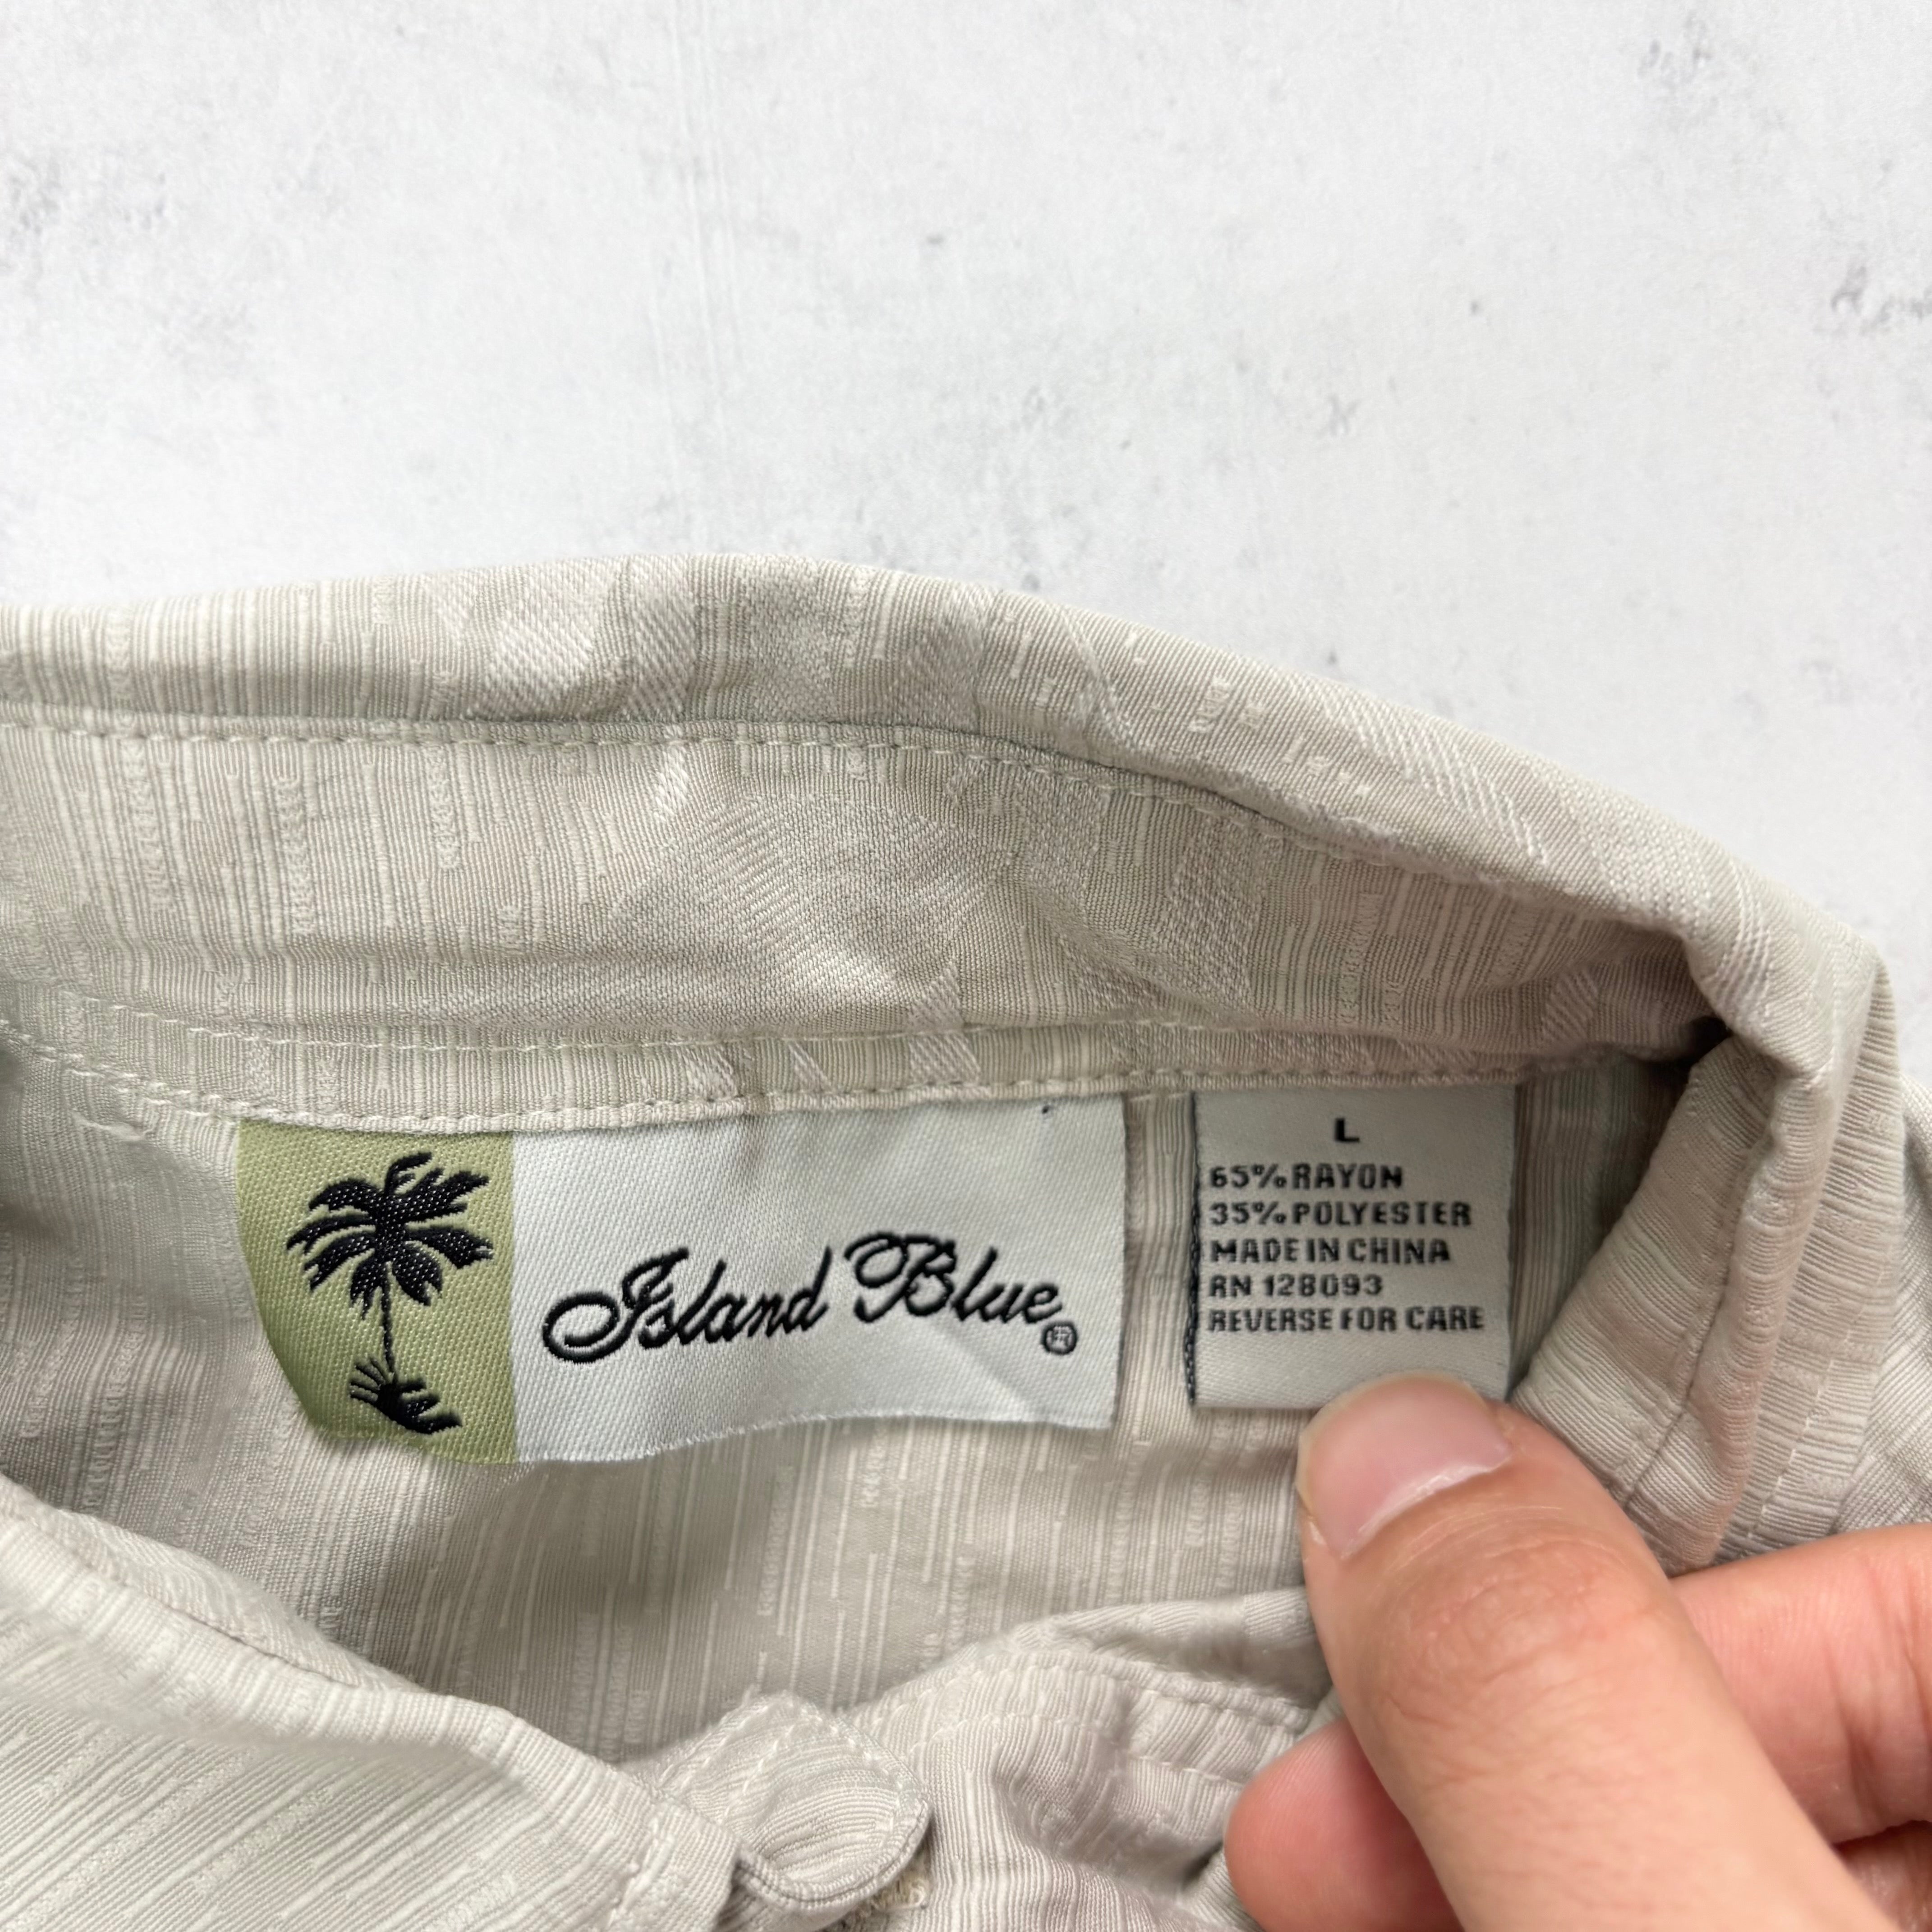 Island Blue®
L
65% RAYON
35% POLYESTER
MADE IN CHINA
RN 128093
REVERSE FOR CARE